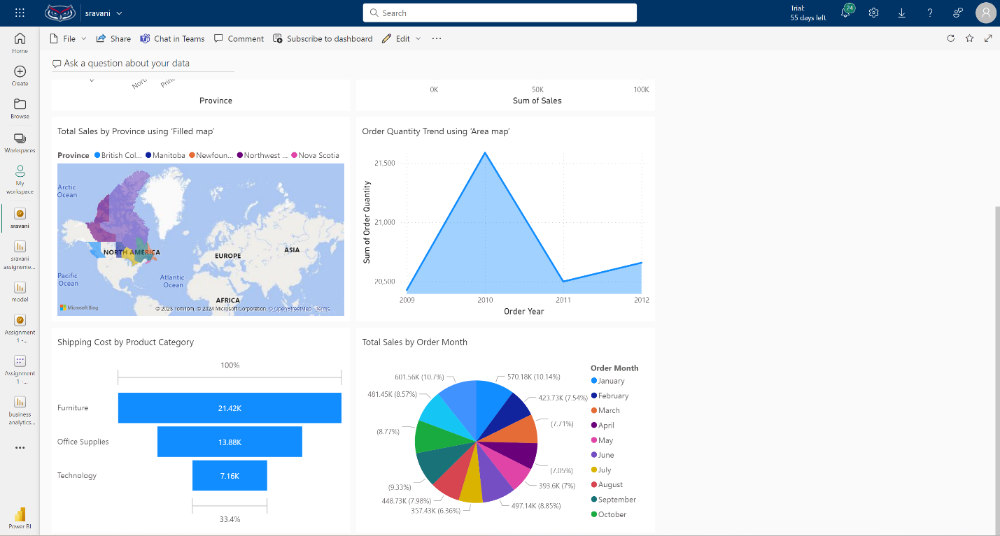 sravani
Search
Trial:
55 days left
24
File
Share
Chat in Teams
Comment
Subscribe to dashboard
Edit
Home
Create
Browse
Workspaces
My
workspace
sravani
sravani
assigneme...
model
Assignment
1 -...
Assignment
1 -...
business
analytics...
Power BI
Ask a question about your data
Province
0K 50K 100K
Sum of Sales
Total Sales by Province using 'Filled map'
Province British Col... Manitoba Newfoun... Northwest ... Nova Scotia
Arctic
Ocean
NORTH AMERICA
EUROPE
ASIA
Pacific
Ocean
Atlantic
Ocean
AFRICA
Microsoft Bing
© 2023 TomTom, © 2024 Microsoft Corporation, © OpenStreetMap Terms
Order Quantity Trend using 'Area map'
Sum of Order Quantity
21,500
21,000
20,500
2009 2010 2011 2012
Order Year
Shipping Cost by Product Category
100%
Furniture 21.42K
Office Supplies 13.88K
Technology 7.16K
33.4%
Total Sales by Order Month
601.56K (10.7%)
570.18K (10.14%)
481.45K (8.57%)
423.73K (7.54%)
(8.77%)
(7.71%)
(9.33%)
(7.05%)
448.73K (7.98%)
393.6K (7%)
357.43K (6.36%)
497.14K (8.85%)
Order Month
January
February
March
April
May
June
July
August
September
October